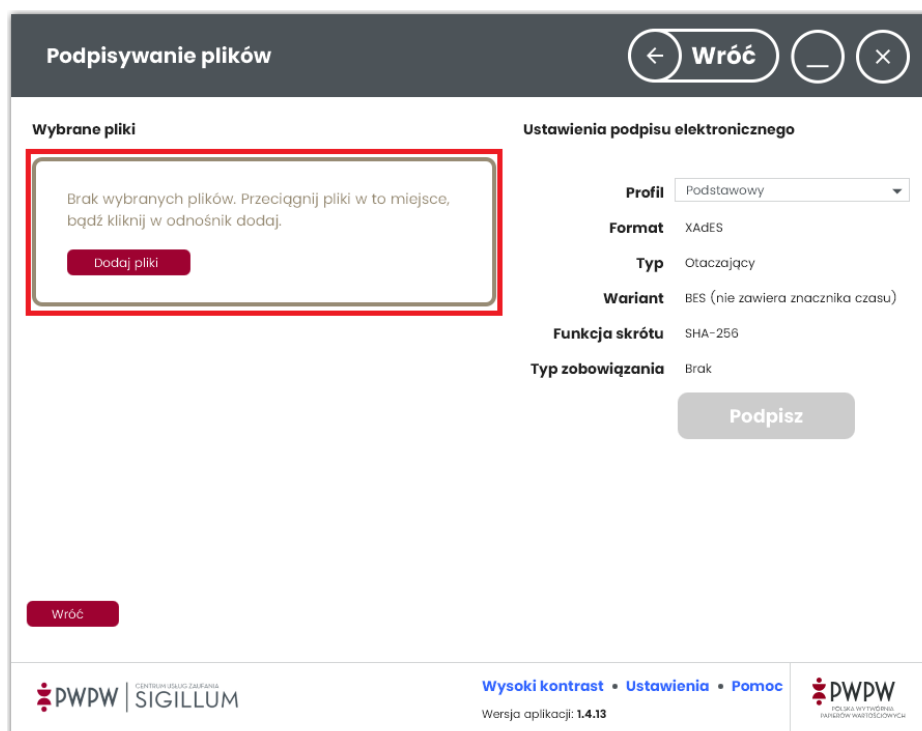 Podpisywanie plików
Wróć
Wybrane pliki
Brak wybranych plików. Przeciągnij pliki w to miejsce,
bądź kliknij w odnośnik dodaj.
Dodaj pliki
Ustawienia podpisu elektronicznego
Profil Podstawowy
Format XAdES
Typ Otaczający
Wariant BES (nie zawiera znacznika czasu)
Funkcja skrótu SHA-256
Typ zobowiązania Brak
Podpisz
Wróć
PWPW
CENTRUM USŁUG ZAUFANIA
SIGILLUM
Wysoki kontrast • Ustawienia • Pomoc
Wersja aplikacji: 1.4.13
PWPW
POLSKA WYTWÓRNIA
PAPIERÓW WARTOŚCIOWYCH